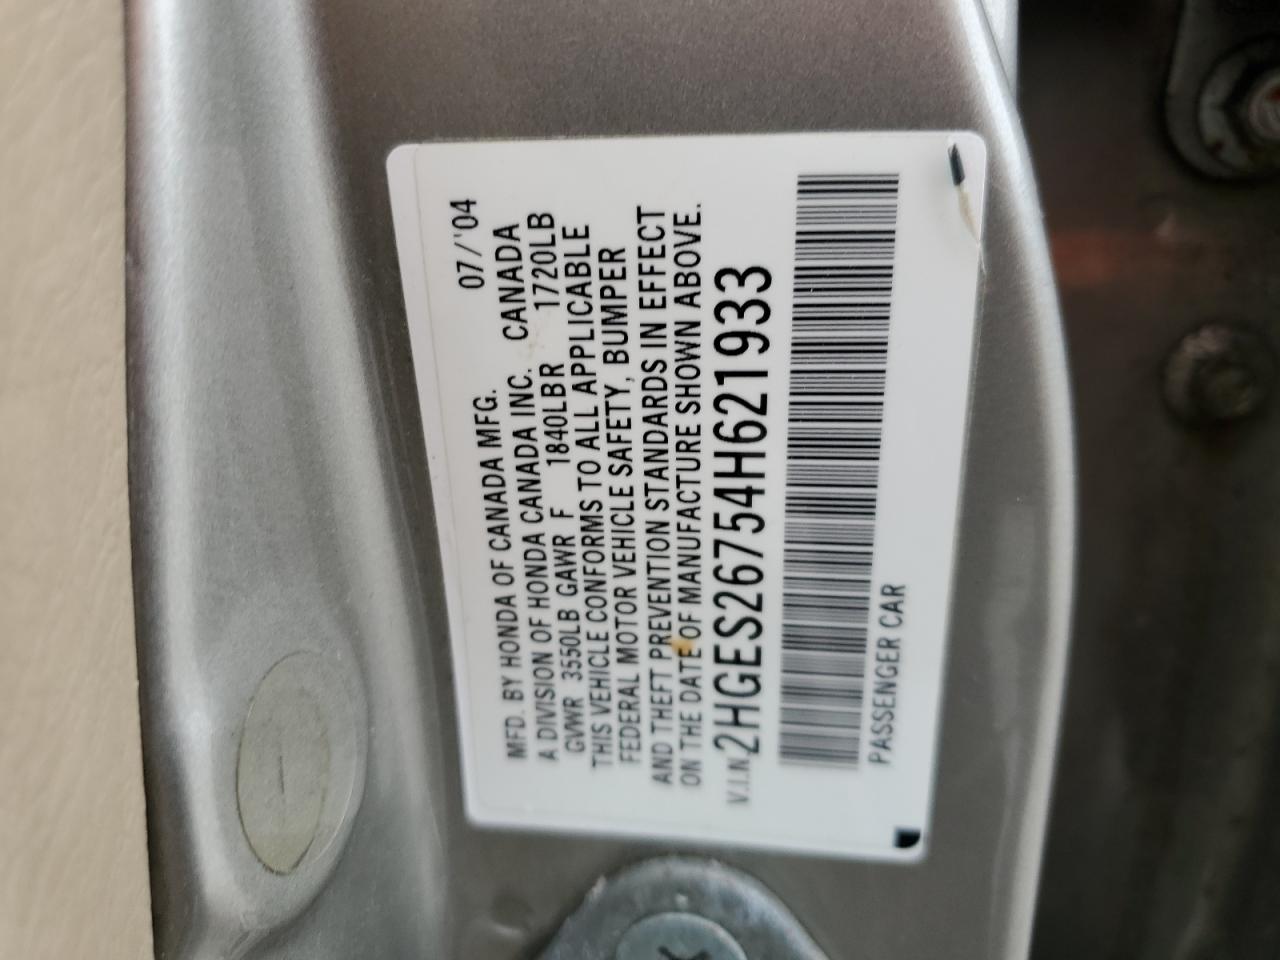 07/'04
MFD. BY HONDA OF CANADA MFG.
A DIVISION OF HONDA CANADA INC. CANADA
GVWR 3550LB GAWR F 1840LBR 1720LB
THIS VEHICLE CONFORMS TO ALL APPLICABLE
FEDERAL MOTOR VEHICLE SAFETY, BUMPER
AND THEFT PREVENTION STANDARDS IN EFFECT
ON THE DATE OF MANUFACTURE SHOWN ABOVE.
V.I.N 2HGES26754H621933
PASSENGER CAR